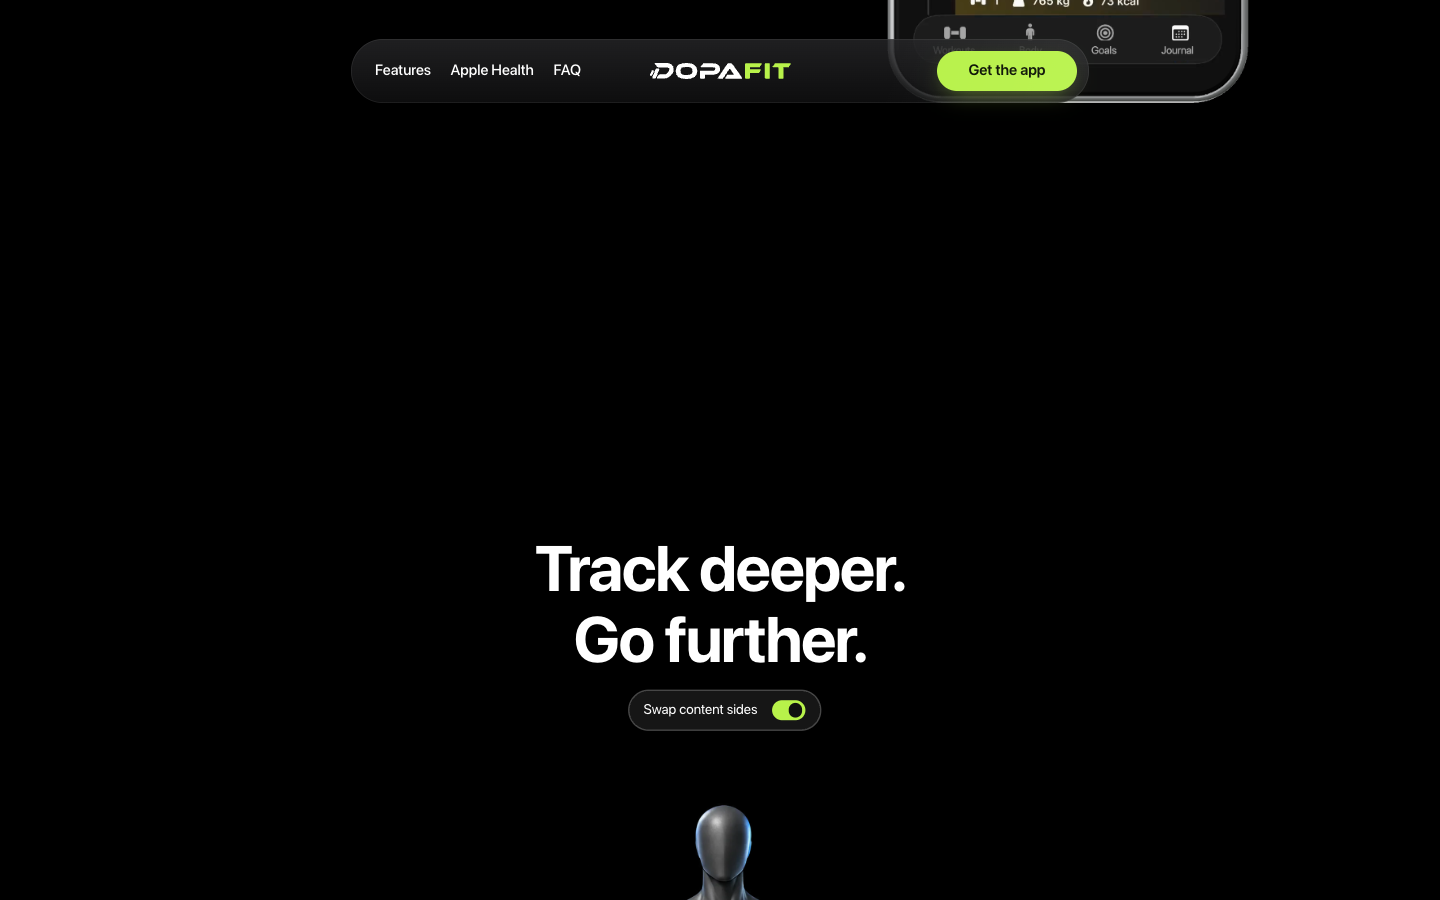 1 765 kg 73 kcal
Goals Journal
Features Apple Health FAQ DOPAFIT Get the app
Track deeper.
Go further.
Swap content sides